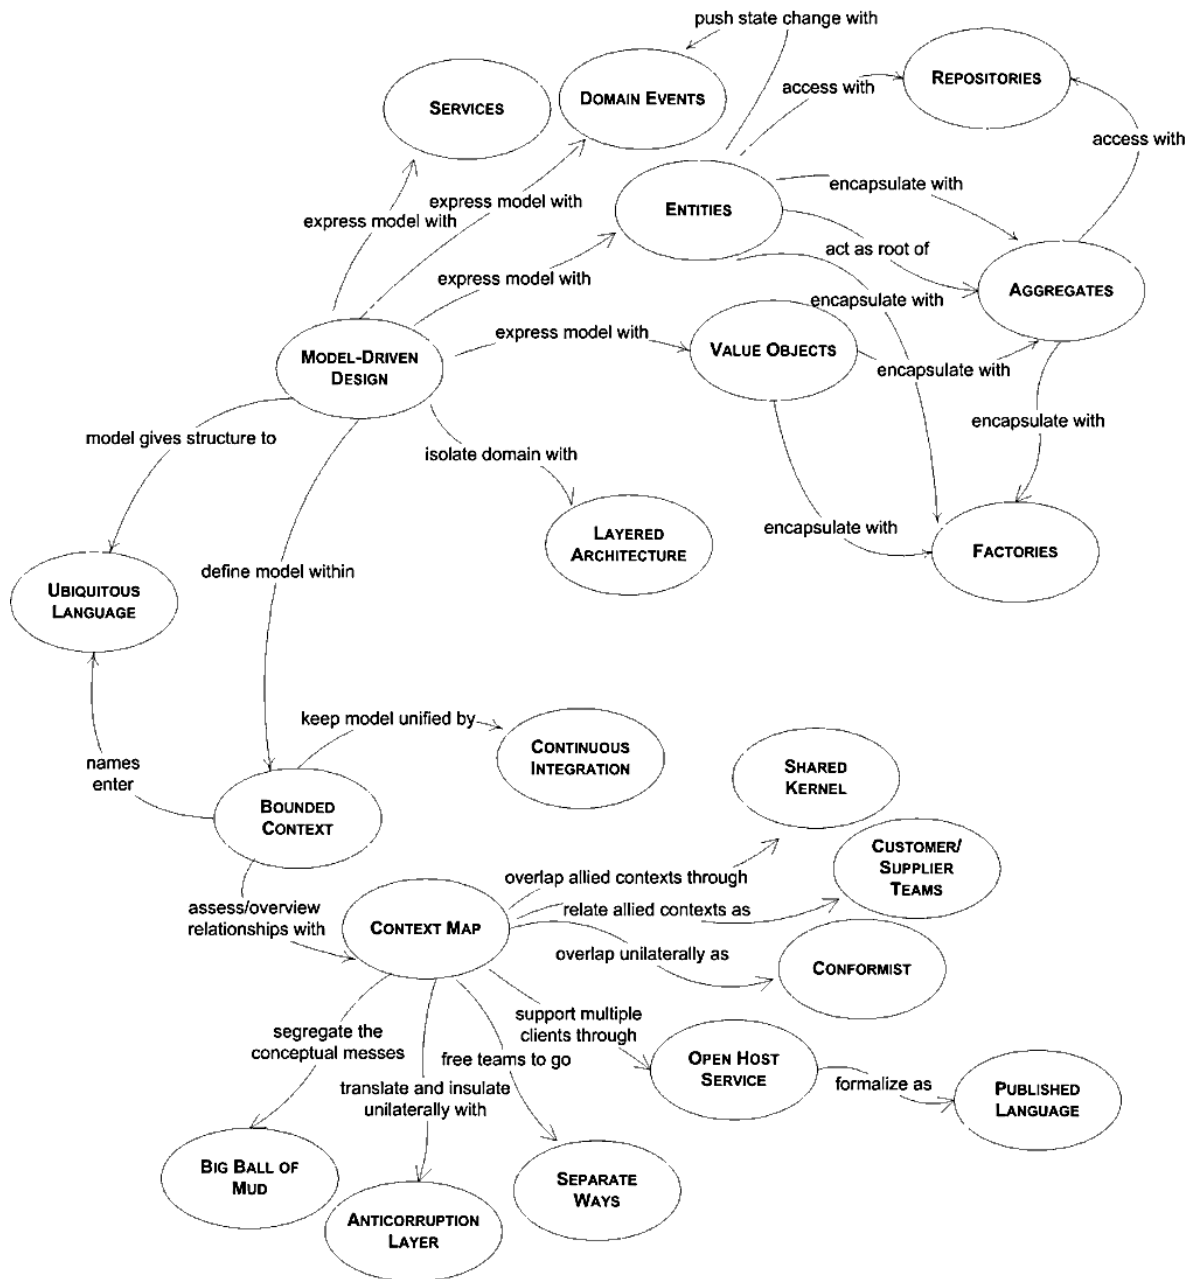 push state change with
SERVICES
DOMAIN EVENTS
access with
REPOSITORIES
access with
express model with
express model with
ENTITIES
encapsulate with
act as root of
express model with
encapsulate with
AGGREGATES
MODEL-DRIVEN
DESIGN
express model with
VALUE OBJECTS
encapsulate with
encapsulate with
model gives structure to
isolate domain with
LAYERED
ARCHITECTURE
encapsulate with
FACTORIES
define model within
UBIQUITOUS
LANGUAGE
names
enter
keep model unified by
CONTINUOUS
INTEGRATION
SHARED
KERNEL
BOUNDED
CONTEXT
CUSTOMER/
SUPPLIER
TEAMS
overlap allied contexts through
assess/overview
relationships with
CONTEXT MAP
relate allied contexts as
overlap unilaterally as
CONFORMIST
segregate the
conceptual messes
support multiple
clients through
free teams to go
translate and insulate
unilaterally with
OPEN HOST
SERVICE
formalize as
PUBLISHED
LANGUAGE
BIG BALL OF
MUD
SEPARATE
WAYS
ANTICORRUPTION
LAYER